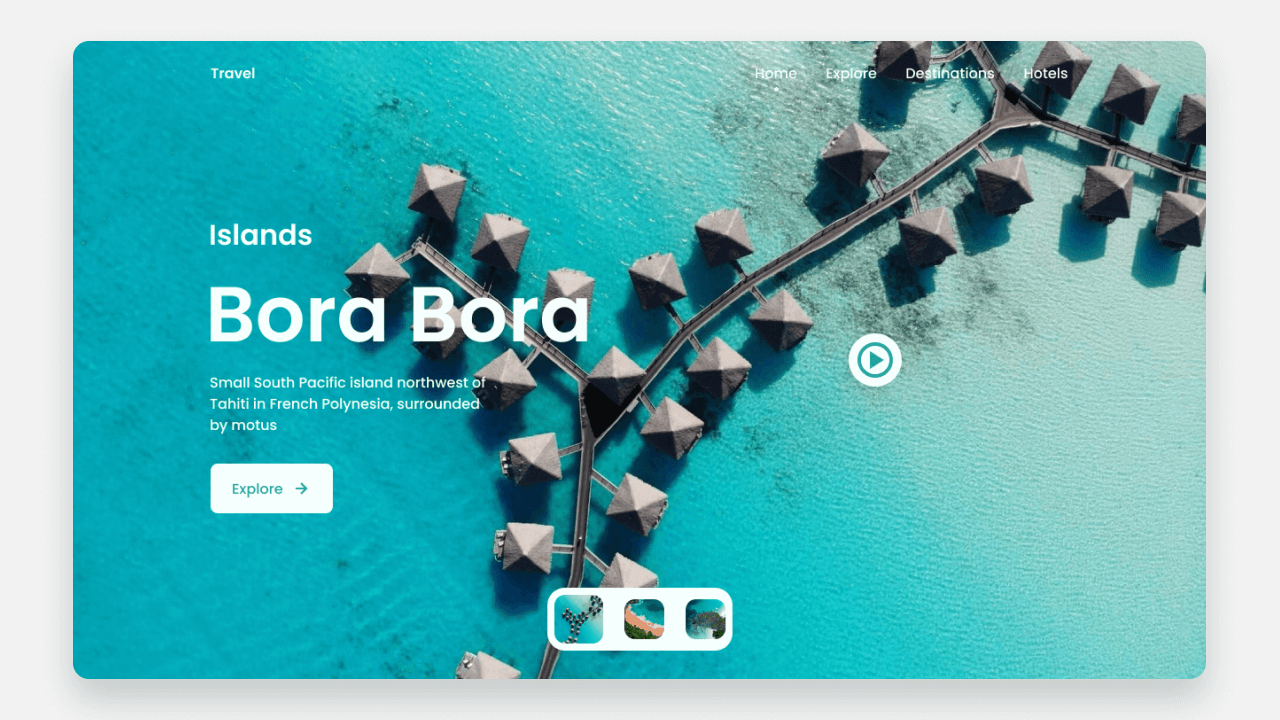 Travel
Home Explore Destinations Hotels
Islands
Bora Bora
Small South Pacific island northwest of
Tahiti in French Polynesia, surrounded
by motus
Explore